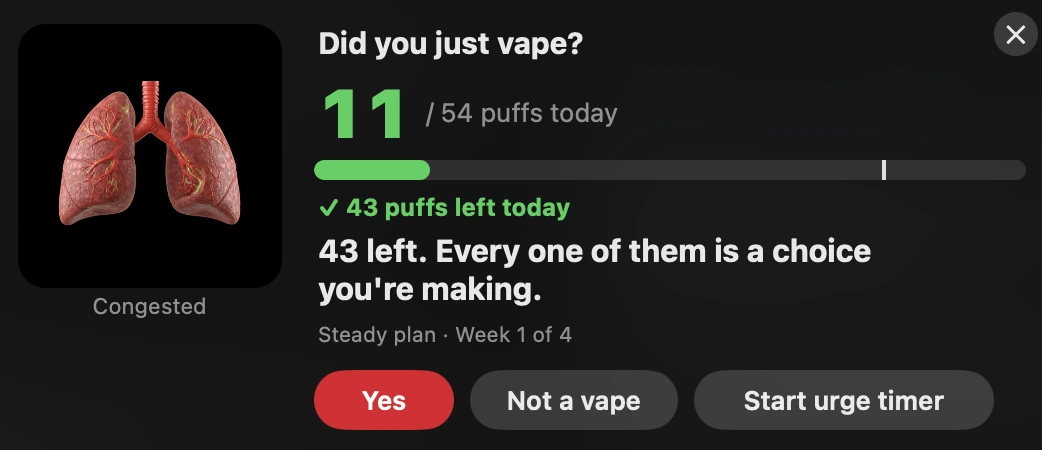 Did you just vape?
11 / 54 puffs today
✓ 43 puffs left today
43 left. Every one of them is a choice
you're making.
Congested
Steady plan · Week 1 of 4
Yes
Not a vape
Start urge timer